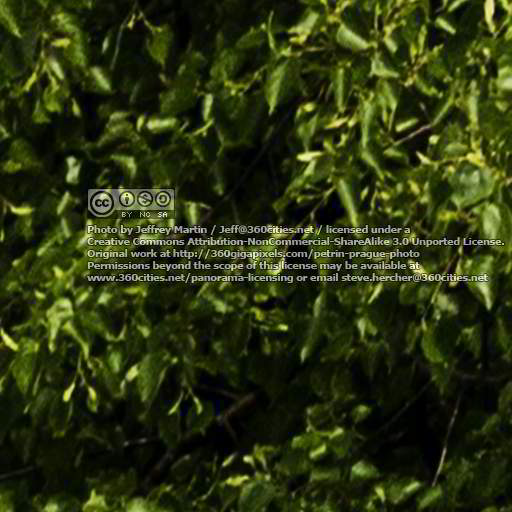 cc
BY NC SA
Photo by Jeffrey Martin / Jeff@360cities.net / licensed under a
Creative Commons Attribution-NonCommercial-ShareAlike 3.0 Unported License.
Original work at http://360gigapixels.com/petrin-prague-photo
Permissions beyond the scope of this license may be available at
www.360cities.net/panorama-licensing or email steve.hercher@360cities.net